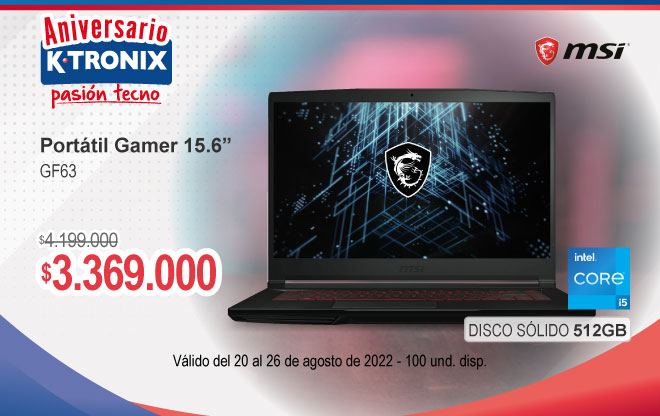 Aniversario
K-TRONIX
pasión tecno
msi
Portátil Gamer 15.6”
GF63
$4.199.000
$3.369.000
msi
intel
CORE
i5
DISCO SÓLIDO 512GB
Válido del 20 al 26 de agosto de 2022 - 100 und. disp.